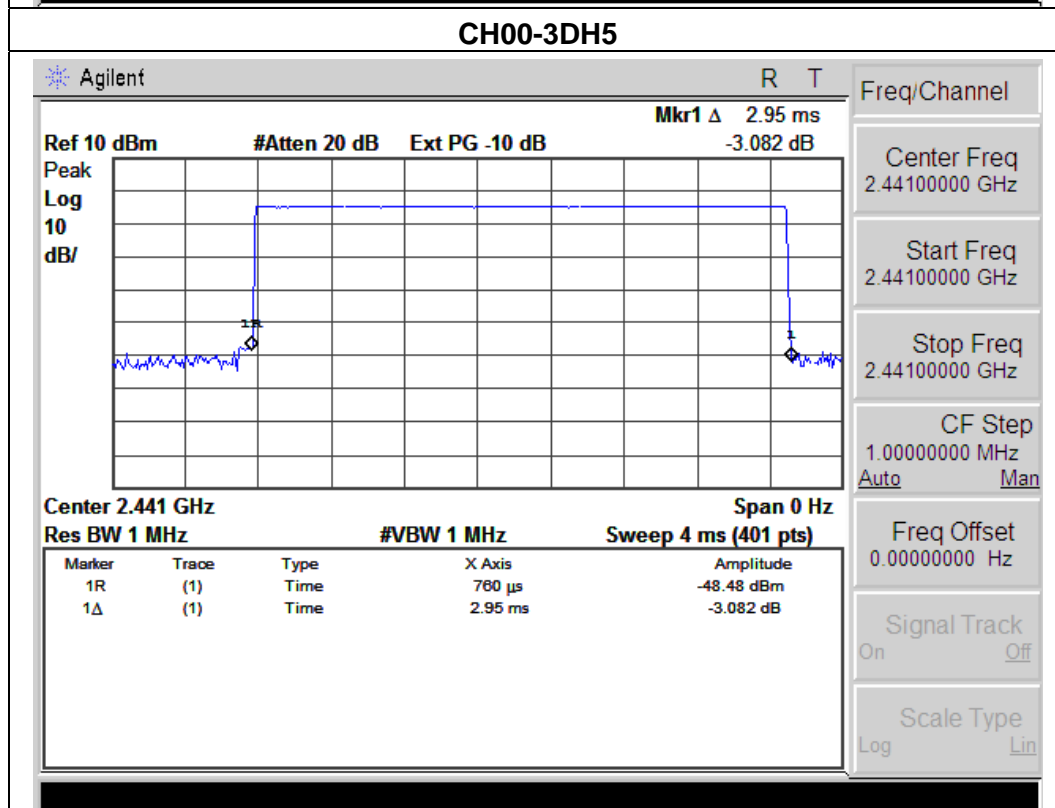 CH00-3DH5
Agilent R T
Mkr1 Δ 2.95 ms
Ref 10 dBm #Atten 20 dB Ext PG -10 dB -3.082 dB
Peak
Log
10
dB/
1R
1
Center 2.441 GHz Span 0 Hz
Res BW 1 MHz #VBW 1 MHz Sweep 4 ms (401 pts)
Marker Trace Type X Axis Amplitude
1R (1) Time 760 µs -48.48 dBm
1Δ (1) Time 2.95 ms -3.082 dB
Freq/Channel
Center Freq
2.44100000 GHz
Start Freq
2.44100000 GHz
Stop Freq
2.44100000 GHz
CF Step
1.00000000 MHz
Auto Man
Freq Offset
0.00000000 Hz
Signal Track
On Off
Scale Type
Log Lin